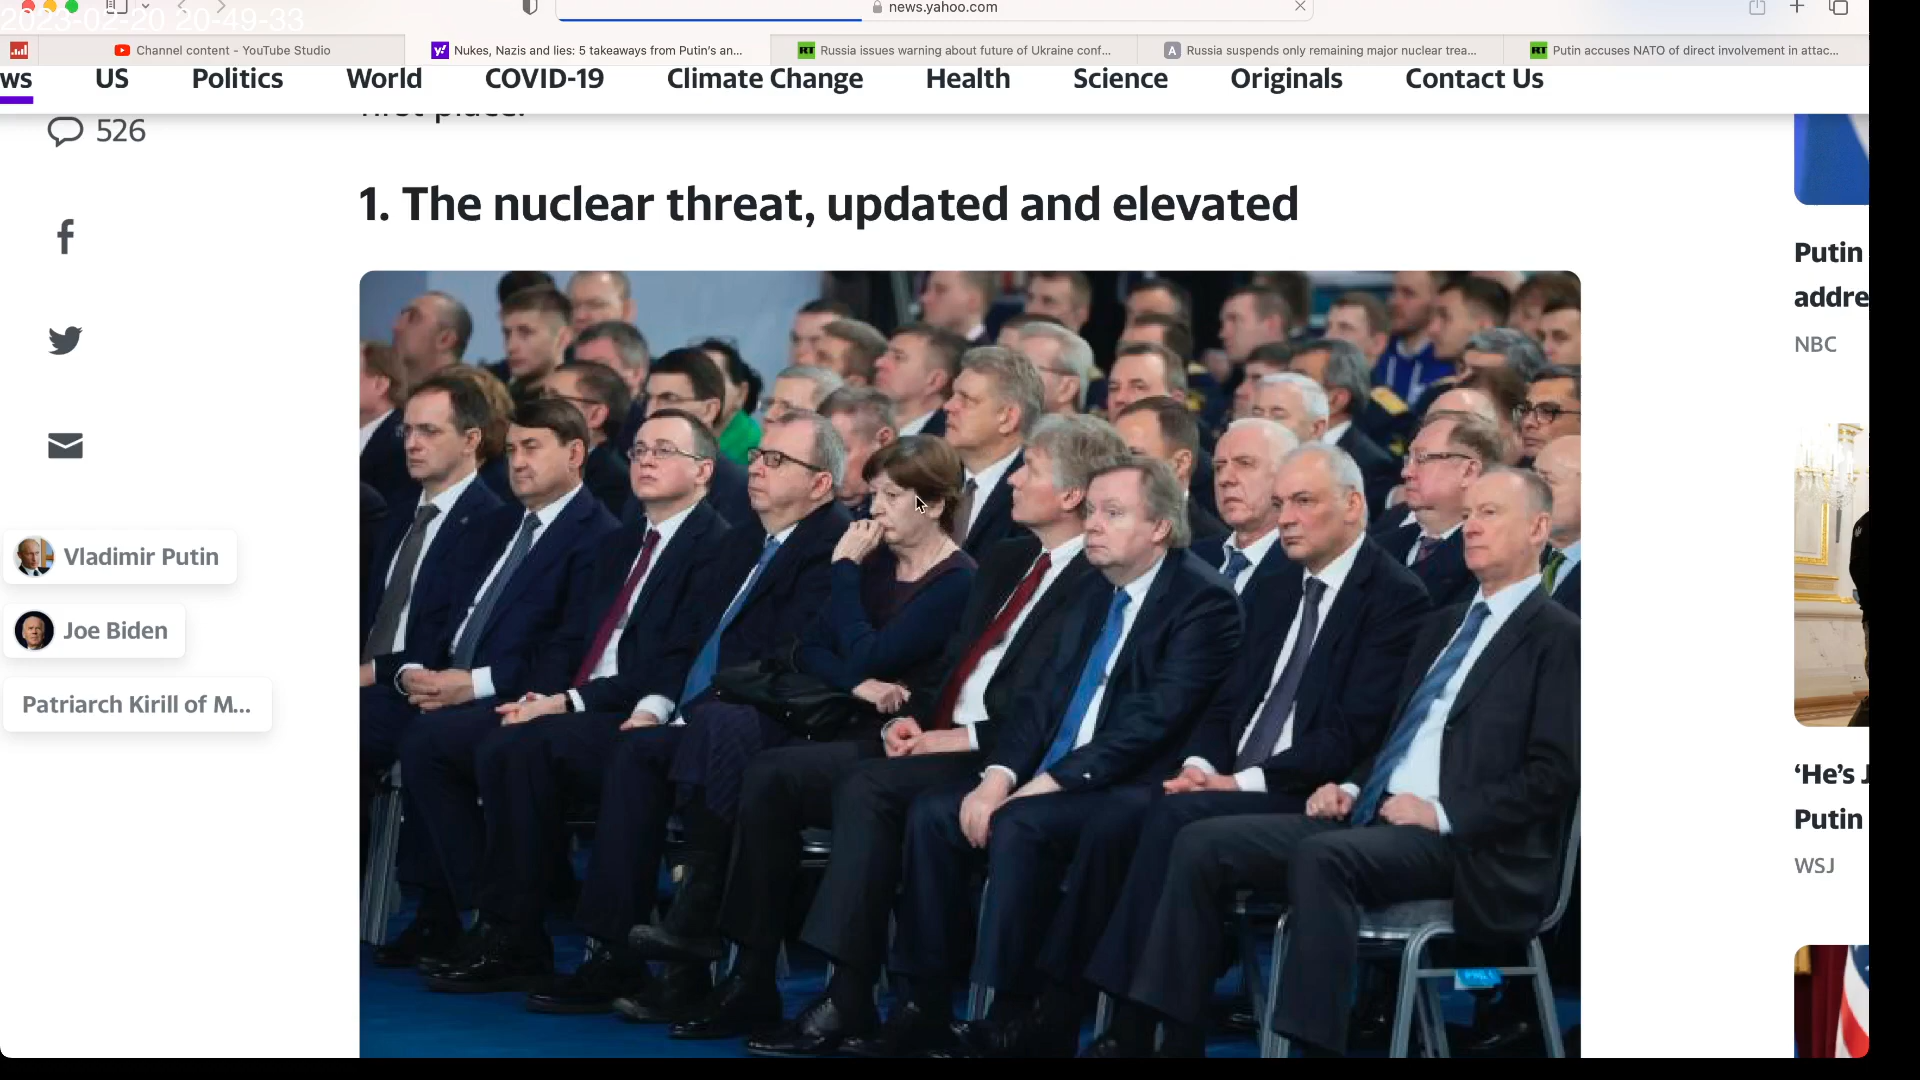 2023-02-20 20-49-33
news.yahoo.com
Channel content - YouTube Studio
Nukes, Nazis and lies: 5 takeaways from Putin's an...
RT Russia issues warning about future of Ukraine conf...
A Russia suspends only remaining major nuclear trea...
RT Putin accuses NATO of direct involvement in attac...
ws US Politics World COVID-19 Climate Change Health Science Originals Contact Us
first place.
526
1. The nuclear threat, updated and elevated
Vladimir Putin
Joe Biden
Patriarch Kirill of M...
Putin
addre
NBC
‘He’s J
Putin
WSJ